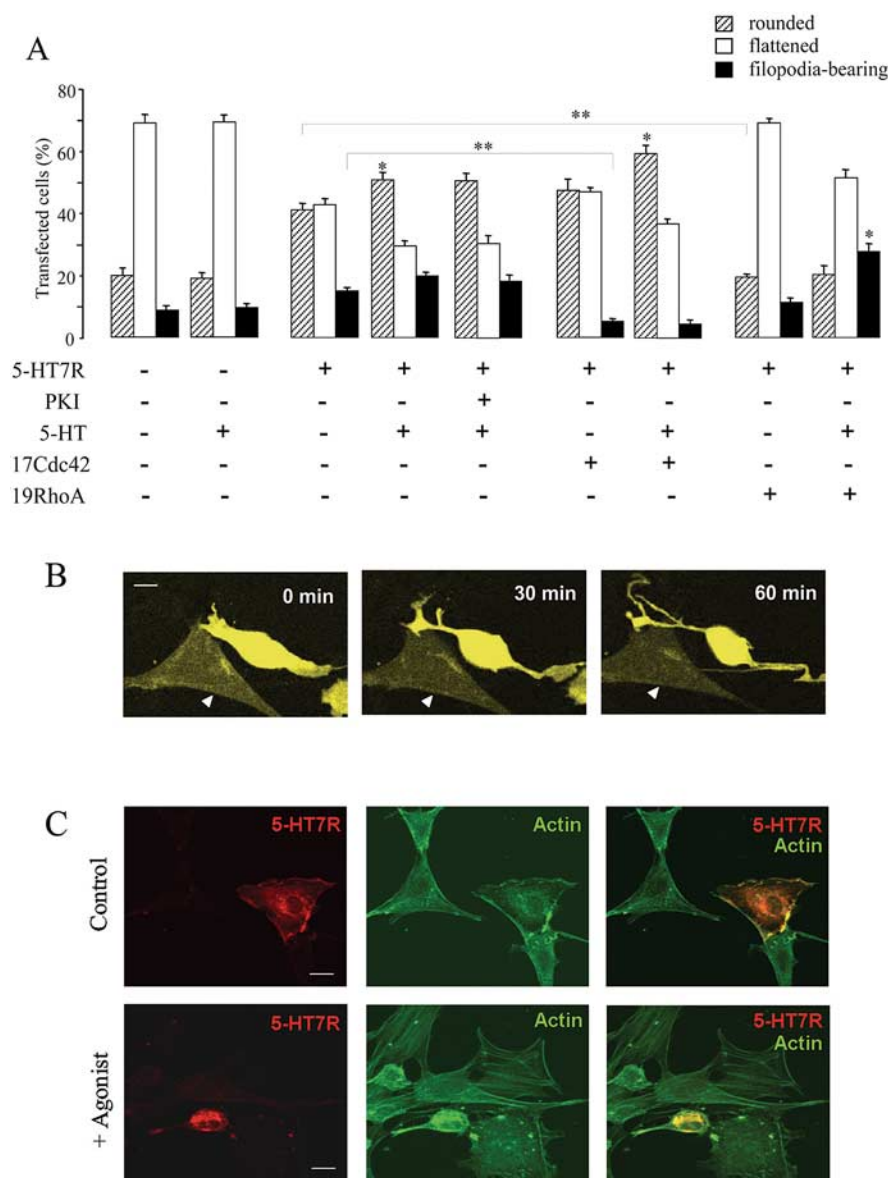 A
rounded
flattened
filopedia-bearing
**
**
*
*
*
Transfected cells (%)
80
60
40
20
0
5-HT7R - - + + + + + + +
PKI - - - - + - - - -
5-HT - + - + + - + - +
17Cdc42 - - - - - + + - -
19RhoA - - - - - - - + +
B
0 min
30 min
60 min
C
Control
5-HT7R
Actin
5-HT7R
Actin
+ Agonist
5-HT7R
Actin
5-HT7R
Actin